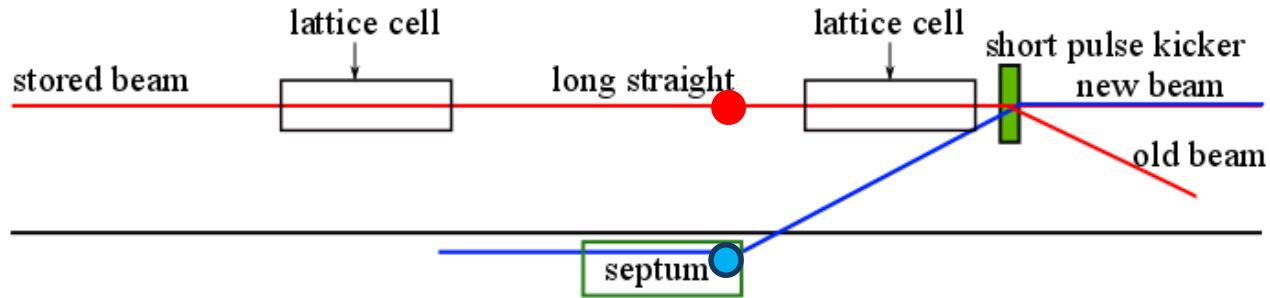 lattice cell
lattice cell
short pulse kicker
stored beam
long straight
new beam
old beam
septum